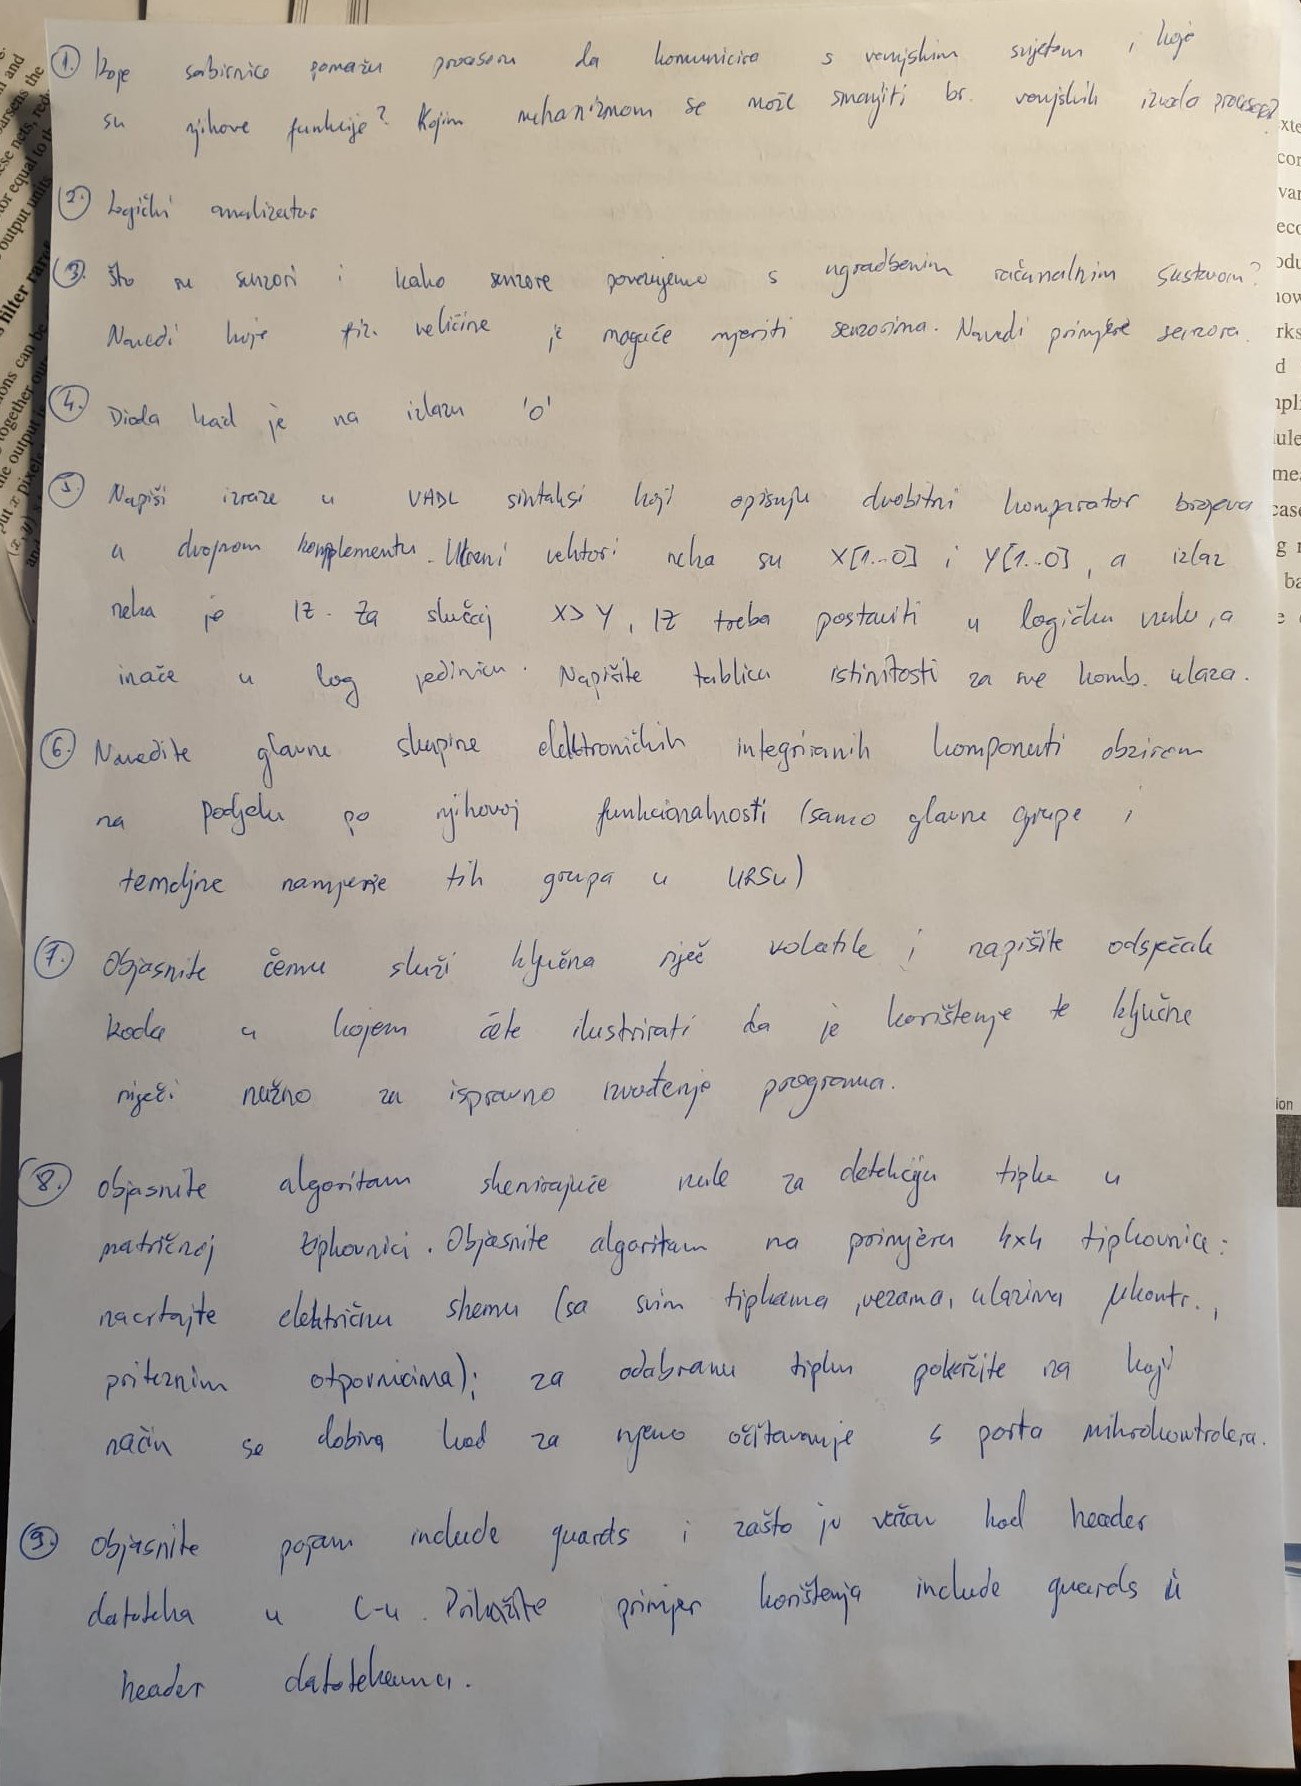 1. Koje sabirnice pomažu procesoru da komunicira s vanjskim svijetom i koje
su njihove funkcije? Kojim mehanizmom se može smanjiti br. vanjskih izvoda procesora?
2. Logički analizator
3. Što su senzori i kako senzore povezujemo s ugradbenim računalnim sustavom?
Navedi koje fiz. veličine je moguće mjeriti senzorima. Navedi primjere senzora.
4. Dioda kad je na izlazu '0'
5. Napiši izraze u VHDL sintaksi koji opisuju dvobitni komparator brojeva
u dvojnom komplementu. Ulazni vektori neka su X[1..0] i Y[1..0], a izlaz
neka je IZ. Za slučaj X>Y, IZ treba postaviti u logičku nulu, a
inače u log jedinicu. Napišite tablicu istinitosti za sve komb. ulaza.
6. Navedite glavne skupine elektroničkih integriranih komponenti obzirom
na podjelu po njihovoj funkcionalnosti (samo glavne grupe i
temeljne namjene tih grupa u URSu)
7. Objasnite čemu služi ključna riječ volatile i napišite odsječak
koda u kojem ćete ilustrirati da je korištenje te ključne
riječi nužno za ispravno izvođenje programa.
8. Objasnite algoritam skenirajuće nule za detekciju tipke u
matričnoj tipkovnici. Objasnite algoritam na primjeru 4x4 tipkovnice:
nacrtajte električnu shemu (sa svim tipkama, vezama, ulazima μkontr.,
priteznim otpornicima); za odabranu tipku pokažite na koji
način se dobiva kod za njeno očitavanje s porta mikrokontrolera.
9. Objasnite pojam include guards i zašto je važan kod header
datoteka u C-u. Prikažite primjer korištenja include guards u
header datotekama.
and
ion